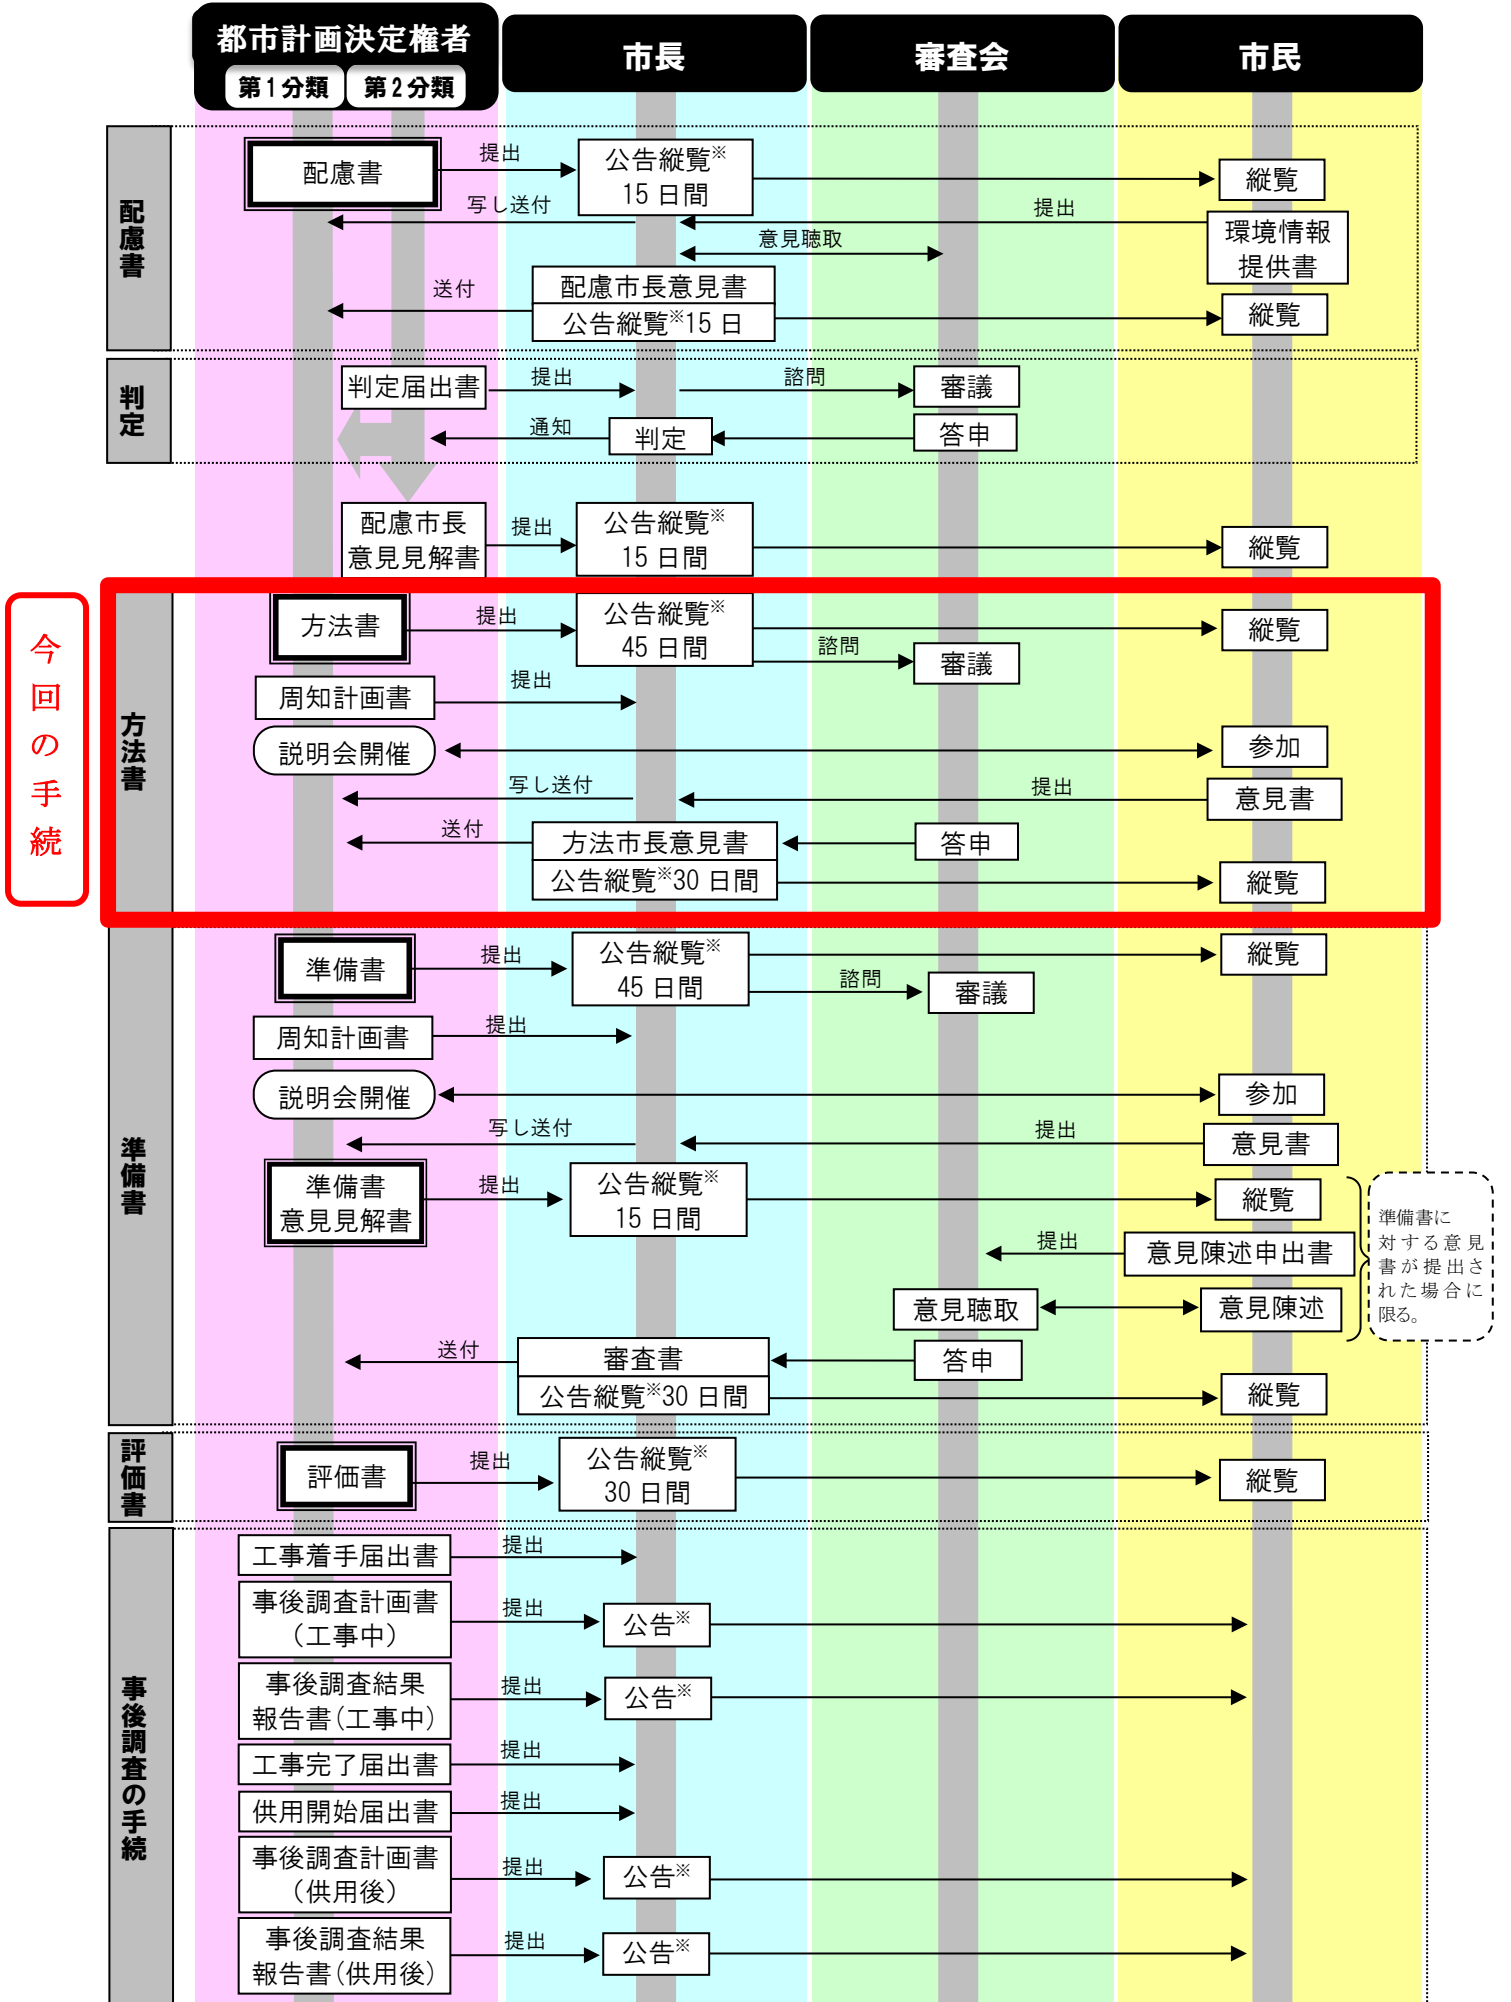 都市計画決定権者
第1分類
第2分類
市長
審査会
市民
配慮書
配慮書
提出
公告縦覧※
15 日間
縦覧
写し送付
提出
環境情報
提供書
意見聴取
送付
配慮市長意見書
公告縦覧※15 日
縦覧
判定
判定届出書
提出
諮問
審議
通知
判定
答申
配慮市長
意見見解書
提出
公告縦覧※
15 日間
縦覧
今回の手続
方法書
方法書
提出
公告縦覧※
45 日間
縦覧
諮問
審議
周知計画書
提出
説明会開催
参加
写し送付
提出
意見書
送付
方法市長意見書
答申
公告縦覧※30 日間
縦覧
準備書
準備書
提出
公告縦覧※
45 日間
縦覧
諮問
審議
周知計画書
提出
説明会開催
参加
写し送付
提出
意見書
準備書
意見見解書
提出
公告縦覧※
15 日間
縦覧
提出
意見陳述申出書
準備書に
対する意見
書が提出さ
れた場合に
限る。
意見聴取
意見陳述
送付
審査書
答申
公告縦覧※30 日間
縦覧
評価書
評価書
提出
公告縦覧※
30 日間
縦覧
事後調査の手続
工事着手届出書
提出
事後調査計画書
（工事中）
提出
公告※
事後調査結果
報告書(工事中)
提出
公告※
工事完了届出書
提出
供用開始届出書
提出
事後調査計画書
（供用後）
提出
公告※
事後調査結果
報告書(供用後)
提出
公告※